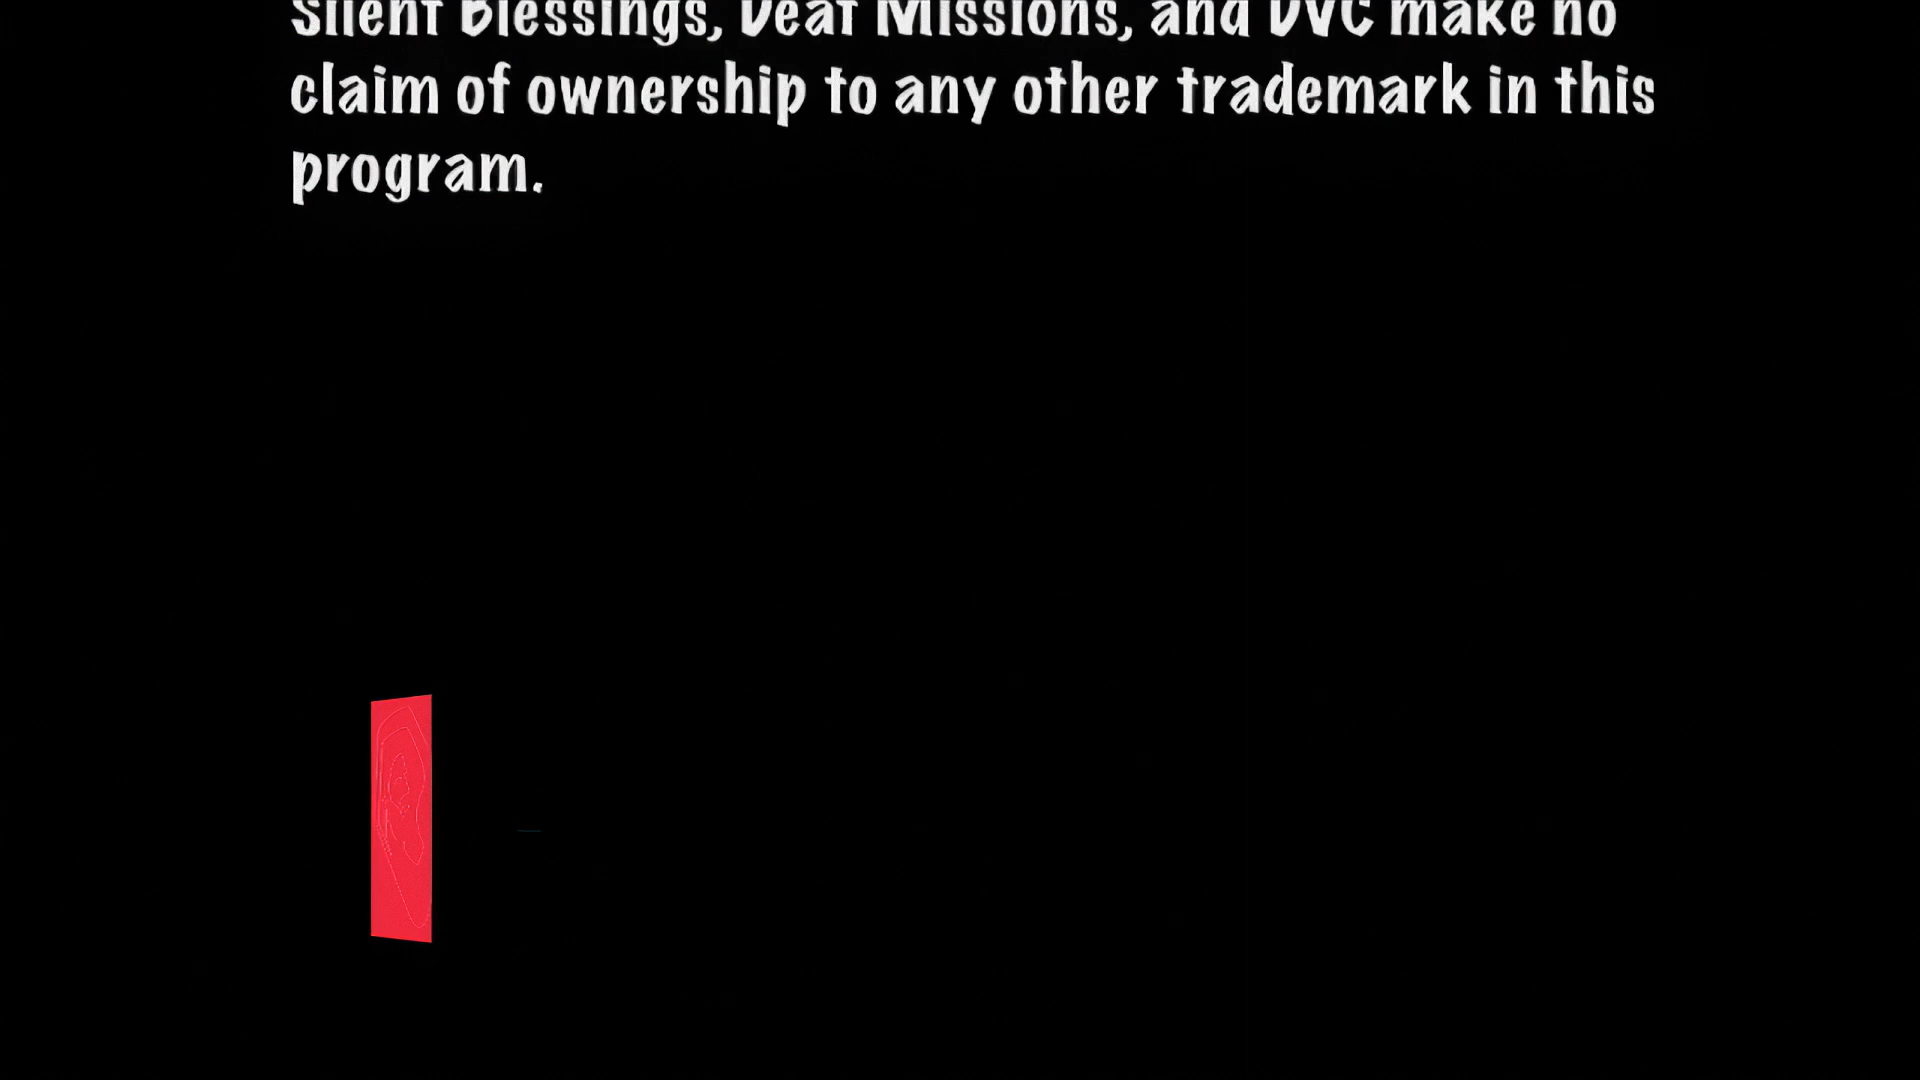 Silent Blessings, Deaf Missions, and DVC make no
claim of ownership to any other trademark in this
program.